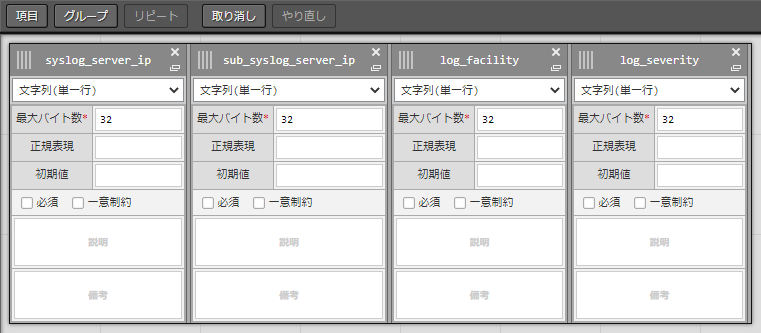 項目 グループ リピート 取り消し やり直し
syslog_server_ip sub_syslog_server_ip log_facility log_severity
文字列(単一行) 文字列(単一行) 文字列(単一行) 文字列(単一行)
最大バイト数* 32 最大バイト数* 32 最大バイト数* 32 最大バイト数* 32
正規表現 正規表現 正規表現 正規表現
初期値 初期値 初期値 初期値
必須 一意制約 必須 一意制約 必須 一意制約 必須 一意制約
説明 説明 説明 説明
備考 備考 備考 備考